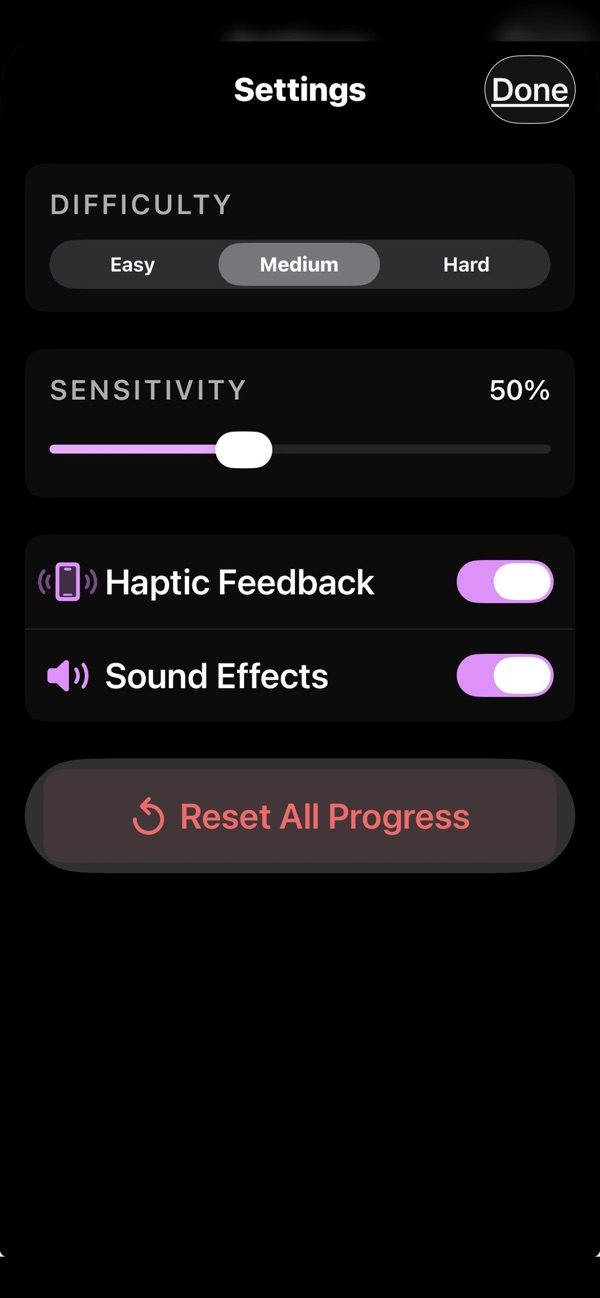 Settings
Done
DIFFICULTY
Easy Medium Hard
SENSITIVITY 50%
Haptic Feedback
Sound Effects
Reset All Progress